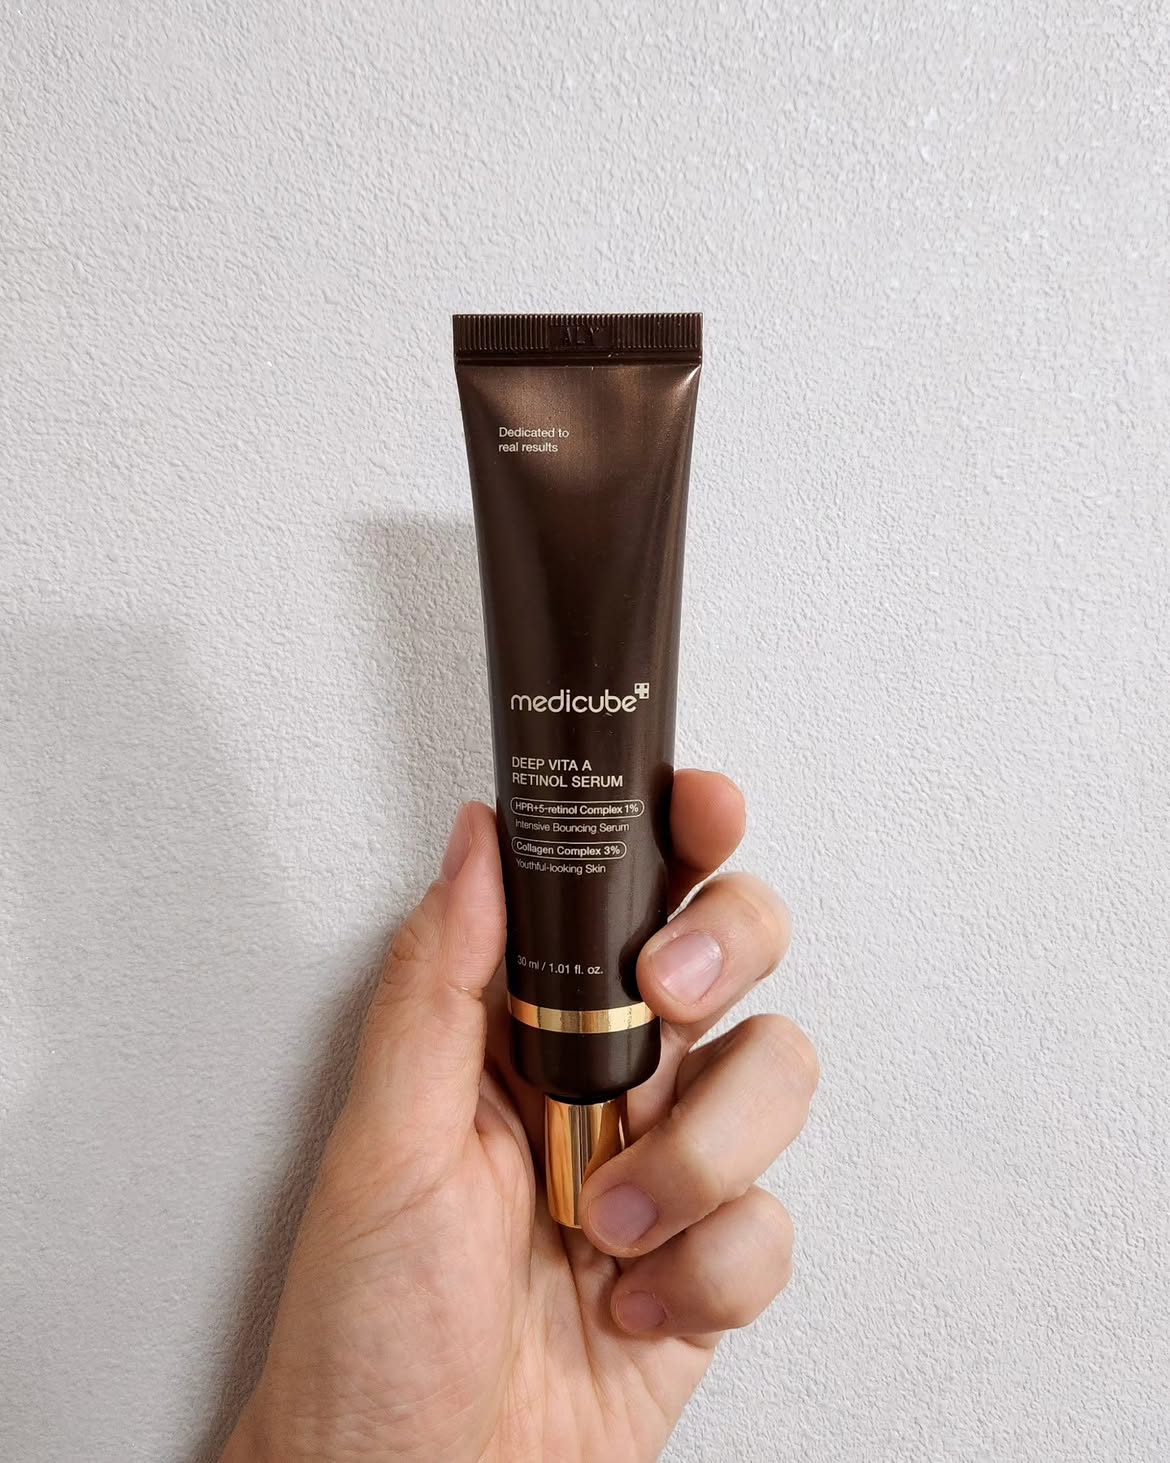 ALY
Dedicated to
real results
medicube
DEEP VITA A
RETINOL SERUM
HPR+5-retinol Complex 1%
Intensive Bouncing Serum
Collagen Complex 3%
Youthful-looking Skin
30 ml / 1.01 fl. oz.